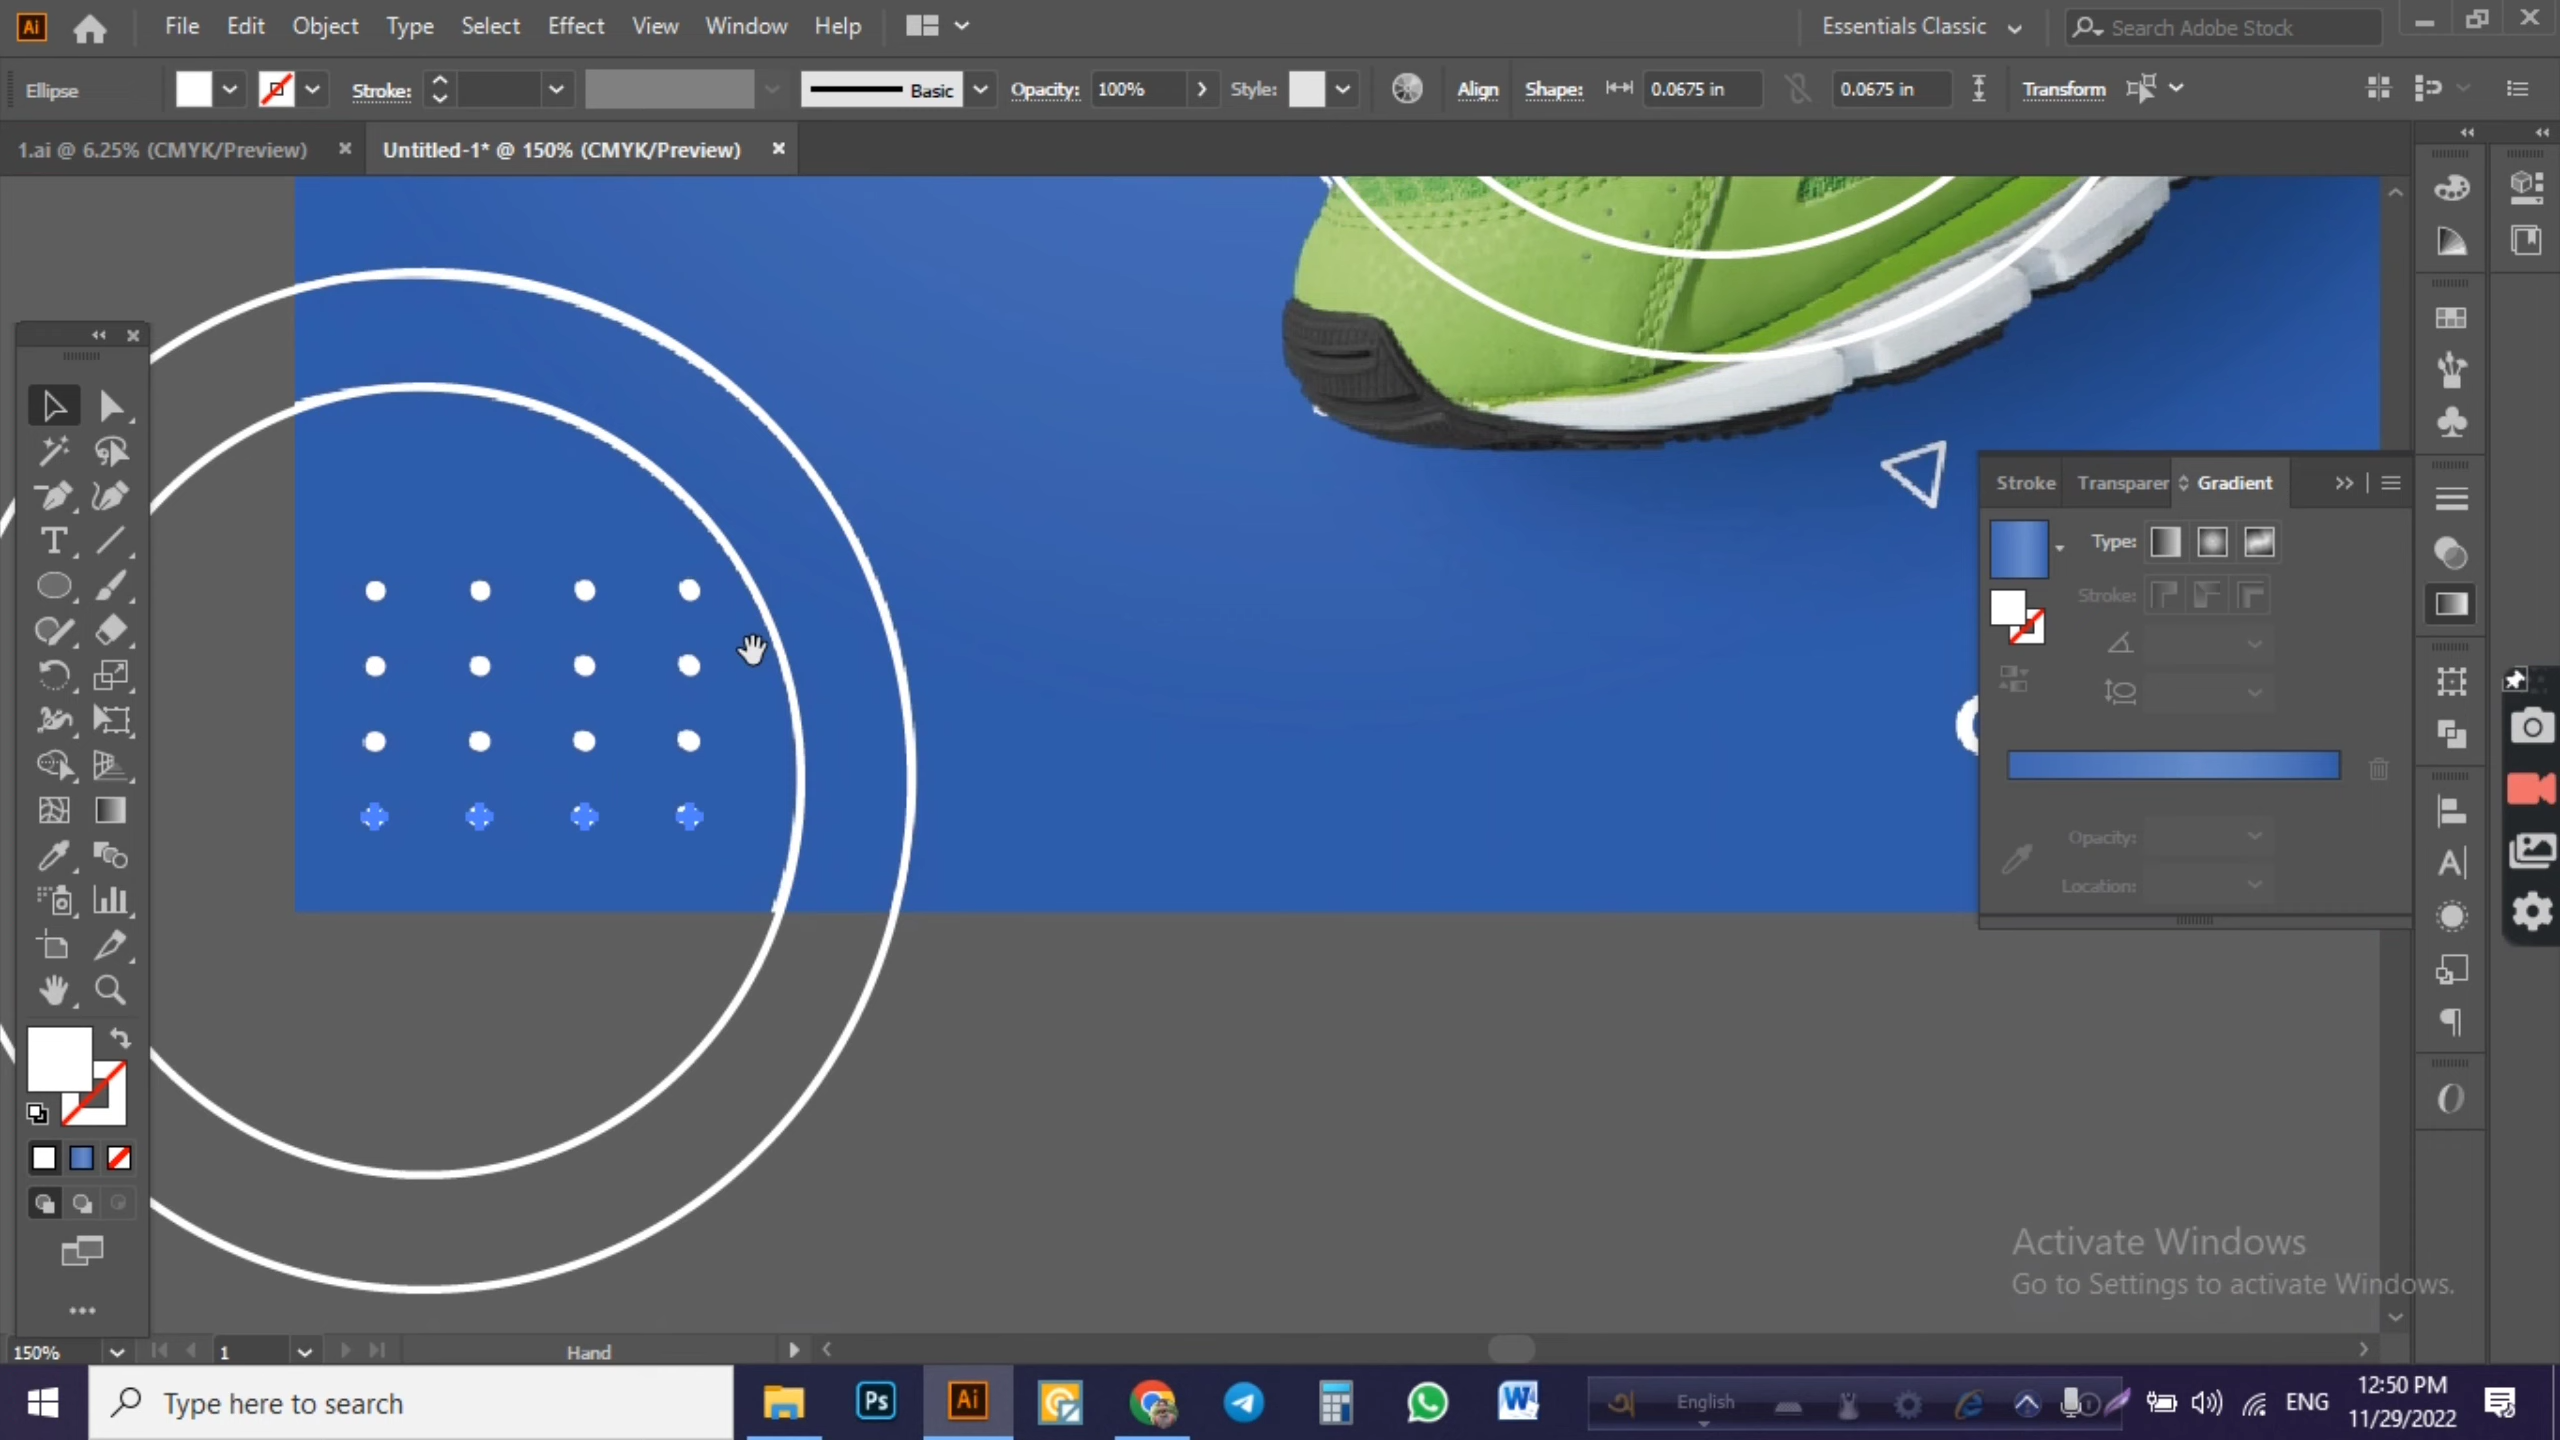 Ai File Edit Object Type Select Effect View Window Help Essentials Classic Search Adobe Stock
Ellipse Stroke: Basic Opacity: 100% Style: Align Shape: 0.0675 in 0.0675 in Transform
1.ai @ 6.25% (CMYK/Preview) Untitled-1* @ 150% (CMYK/Preview)
Stroke Transparer Gradient
Type:
Stroke:
Opacity:
Location:
Activate Windows
Go to Settings to activate Windows.
150% 1 Hand
Type here to search Ps Ai W English ENG 12:50 PM
11/29/2022